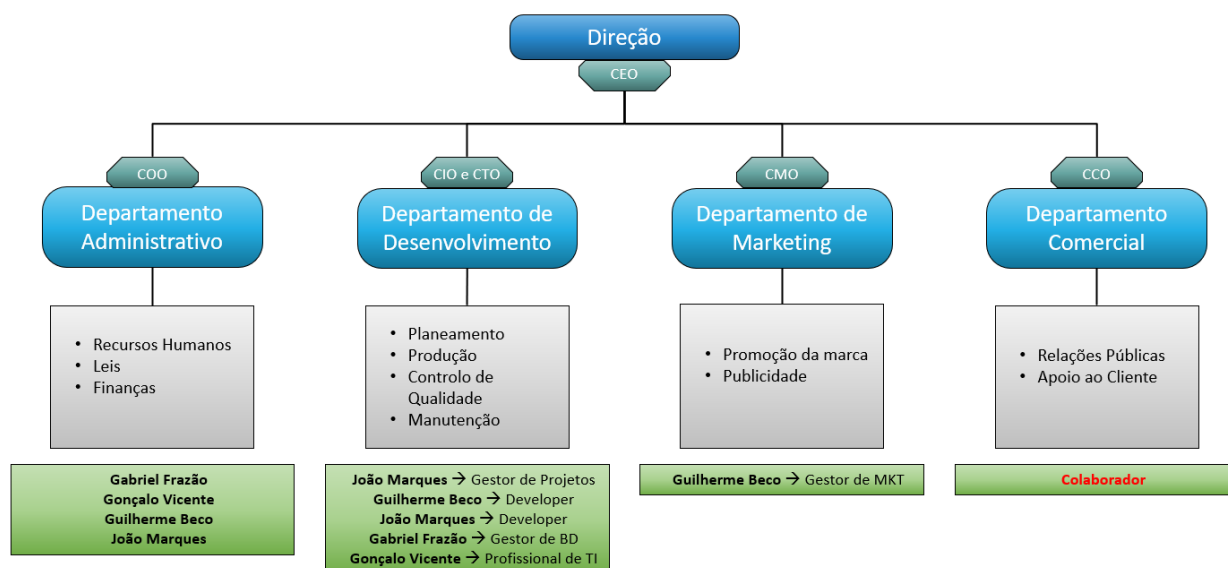 Direção
CEO
COO
Departamento
Administrativo
• Recursos Humanos
• Leis
• Finanças
Gabriel Frazão
Gonçalo Vicente
Guilherme Beco
João Marques
CIO e CTO
Departamento de
Desenvolvimento
• Planeamento
• Produção
• Controlo de
Qualidade
• Manutenção
João Marques → Gestor de Projetos
Guilherme Beco → Developer
João Marques → Developer
Gabriel Frazão → Gestor de BD
Gonçalo Vicente → Profissional de TI
CMO
Departamento de
Marketing
• Promoção da marca
• Publicidade
Guilherme Beco → Gestor de MKT
CCO
Departamento
Comercial
• Relações Públicas
• Apoio ao Cliente
Colaborador